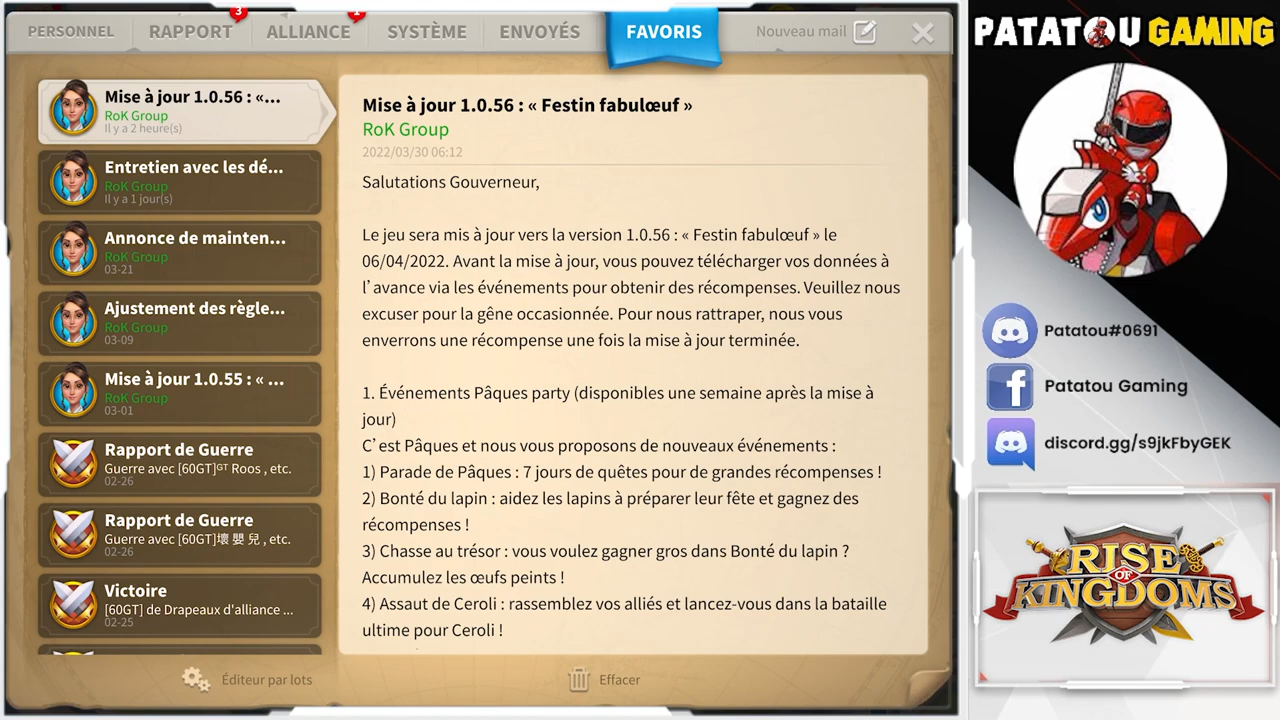 PERSONNEL
RAPPORT
3
ALLIANCE
SYSTÈME
ENVOYÉS
FAVORIS
Nouveau mail
Mise à jour 1.0.56 : «...
RoK Group
Il y a 2 heure(s)
Entretien avec les dé...
RoK Group
Il y a 1 jour(s)
Annonce de mainten...
RoK Group
03-21
Ajustement des règle...
RoK Group
03-09
Mise à jour 1.0.55 : « ...
RoK Group
03-01
Rapport de Guerre
Guerre avec [60GT]ᴳᵀ Roos , etc.
02-26
Rapport de Guerre
Guerre avec [60GT]壞 嬰 兒 , etc.
02-26
Victoire
[60GT] de Drapeaux d'alliance ...
02-25
Éditeur par lots
Mise à jour 1.0.56 : « Festin fabulœuf »
RoK Group
2022/03/30 06:12
Salutations Gouverneur,
Le jeu sera mis à jour vers la version 1.0.56 : « Festin fabulœuf » le
06/04/2022. Avant la mise à jour, vous pouvez télécharger vos données à
l’avance via les événements pour obtenir des récompenses. Veuillez nous
excuser pour la gêne occasionnée. Pour nous rattraper, nous vous
enverrons une récompense une fois la mise à jour terminée.
1. Événements Pâques party (disponibles une semaine après la mise à
jour)
C’est Pâques et nous vous proposons de nouveaux événements :
1) Parade de Pâques : 7 jours de quêtes pour de grandes récompenses !
2) Bonté du lapin : aidez les lapins à préparer leur fête et gagnez des
récompenses !
3) Chasse au trésor : vous voulez gagner gros dans Bonté du lapin ?
Accumulez les œufs peints !
4) Assaut de Ceroli : rassemblez vos alliés et lancez-vous dans la bataille
ultime pour Ceroli !
Effacer
PATATOU GAMING
Patatou#0691
Patatou Gaming
discord.gg/s9jkFbyGEK
RISE
OF
KINGDOMS